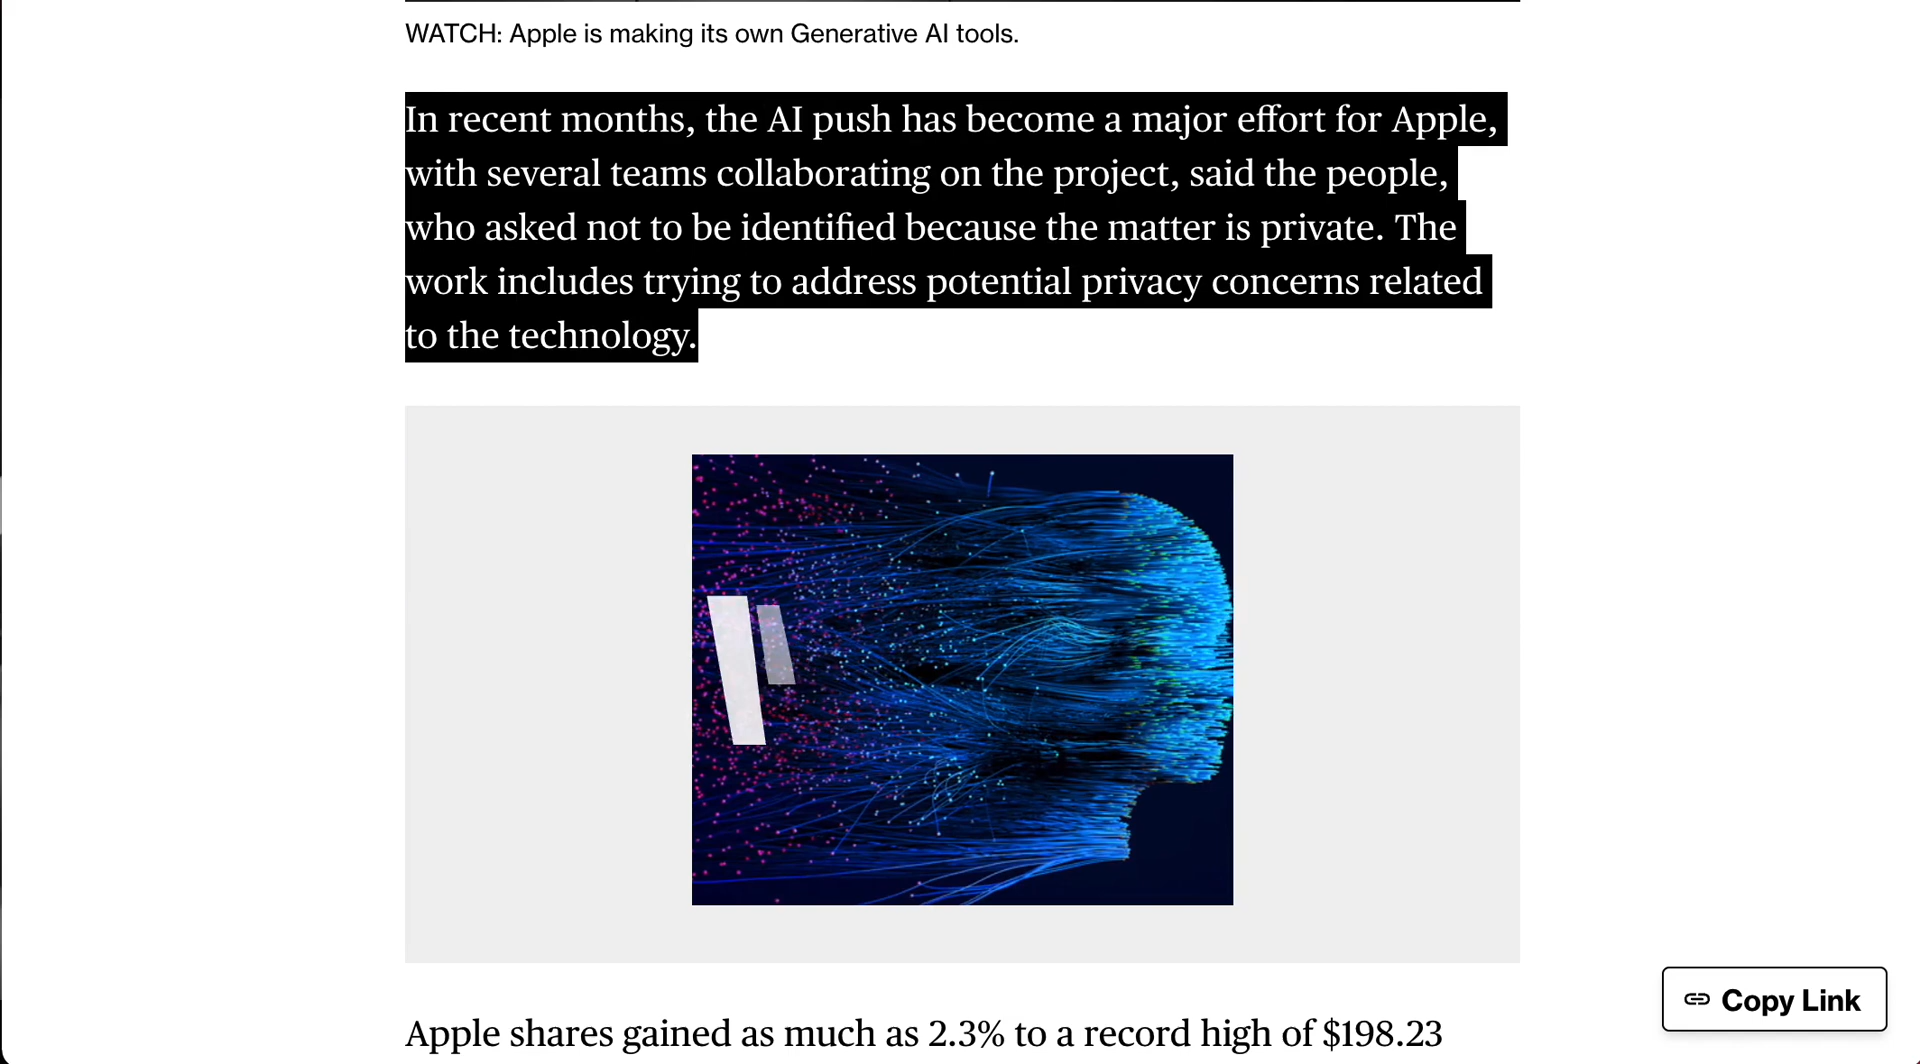 WATCH: Apple is making its own Generative AI tools.
In recent months, the AI push has become a major effort for Apple,
with several teams collaborating on the project, said the people,
who asked not to be identified because the matter is private. The
work includes trying to address potential privacy concerns related
to the technology.
Copy Link
Apple shares gained as much as 2.3% to a record high of $198.23